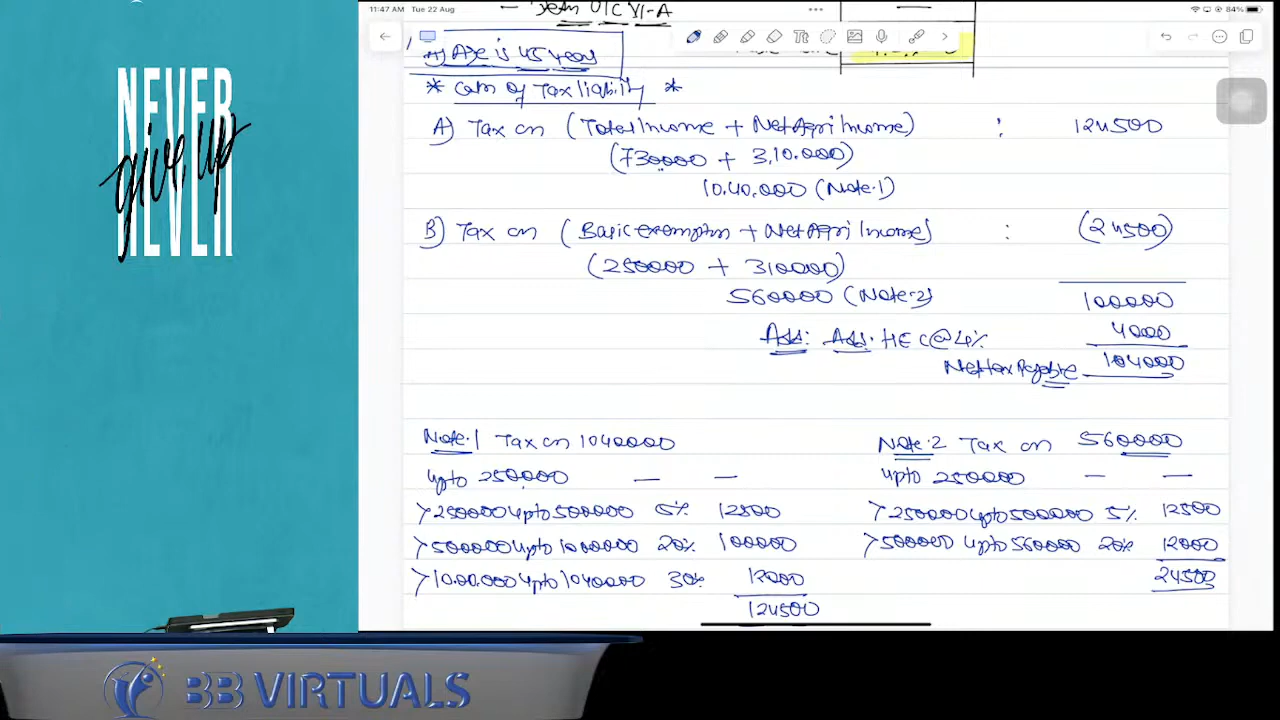 11:47 AM Tue 22 Aug
84%
- Dedn U/C VI-A
A) Age is 45 years
* Com of Tax liability *
A) Tax on (Total Income + Net Agri Income) : 124500
(730000 + 3,10,000)
10,40,000 (Note.1)
B) Tax on (Basic exemption + Net Agri Income) : (24500)
(250000 + 310000)
560000 (Note.2) 100000
Add: Add. HEC@4% 4000
Net tax Payable 104000
Note.1 Tax on 1040000
upto 250000 — —
>250000 upto 500000 5% 12500
>500000 upto 1000000 20% 100000
>10,00,000 upto 1040000 30% 12000
124500
Note.2 Tax on 560000
upto 250000 — —
>250000 upto 500000 5% 12500
>500000 upto 560000 20% 12000
24500
NEVER
give up
NEVER
BB VIRTUALS